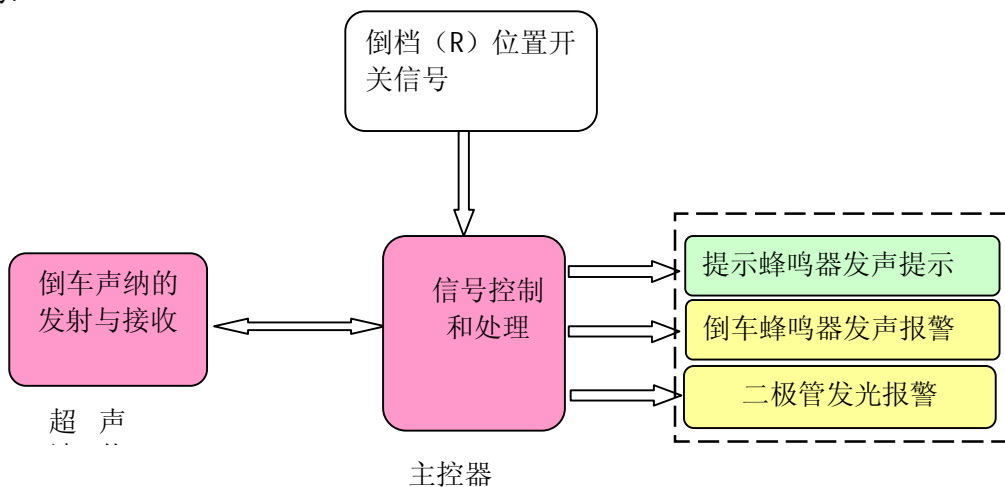 倒档（R）位置开
关信号
倒车声纳的
发射与接收
信号控制
和处理
提示蜂鸣器发声提示
倒车蜂鸣器发声报警
二极管发光报警
超 声
主控器